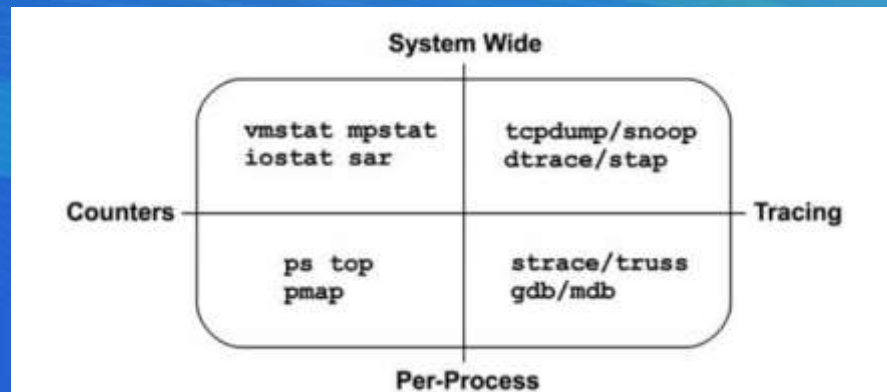 System Wide
vmstat mpstat
iostat sar
tcpdump/snoop
dtrace/stap
Counters
Tracing
ps top
pmap
strace/truss
gdb/mdb
Per-Process